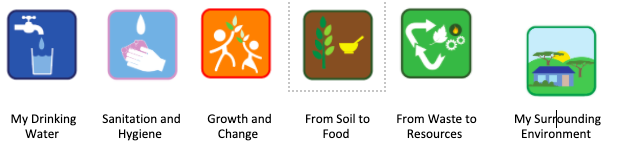 My Drinking
Water
Sanitation and
Hygiene
Growth and
Change
From Soil to
Food
From Waste to
Resources
My Surrounding
Environment